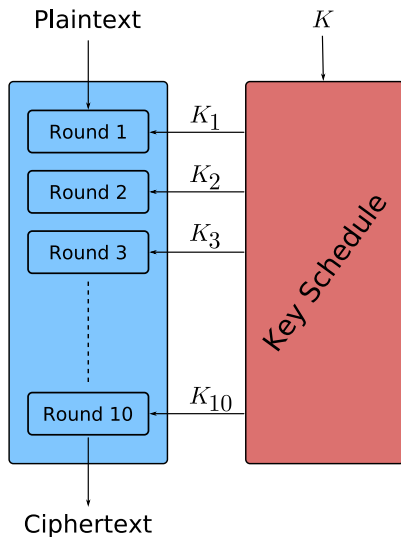 Plaintext
K
Round 1
K₁
Round 2
K₂
Round 3
K₃
Key Schedule
Round 10
K₁₀
Ciphertext